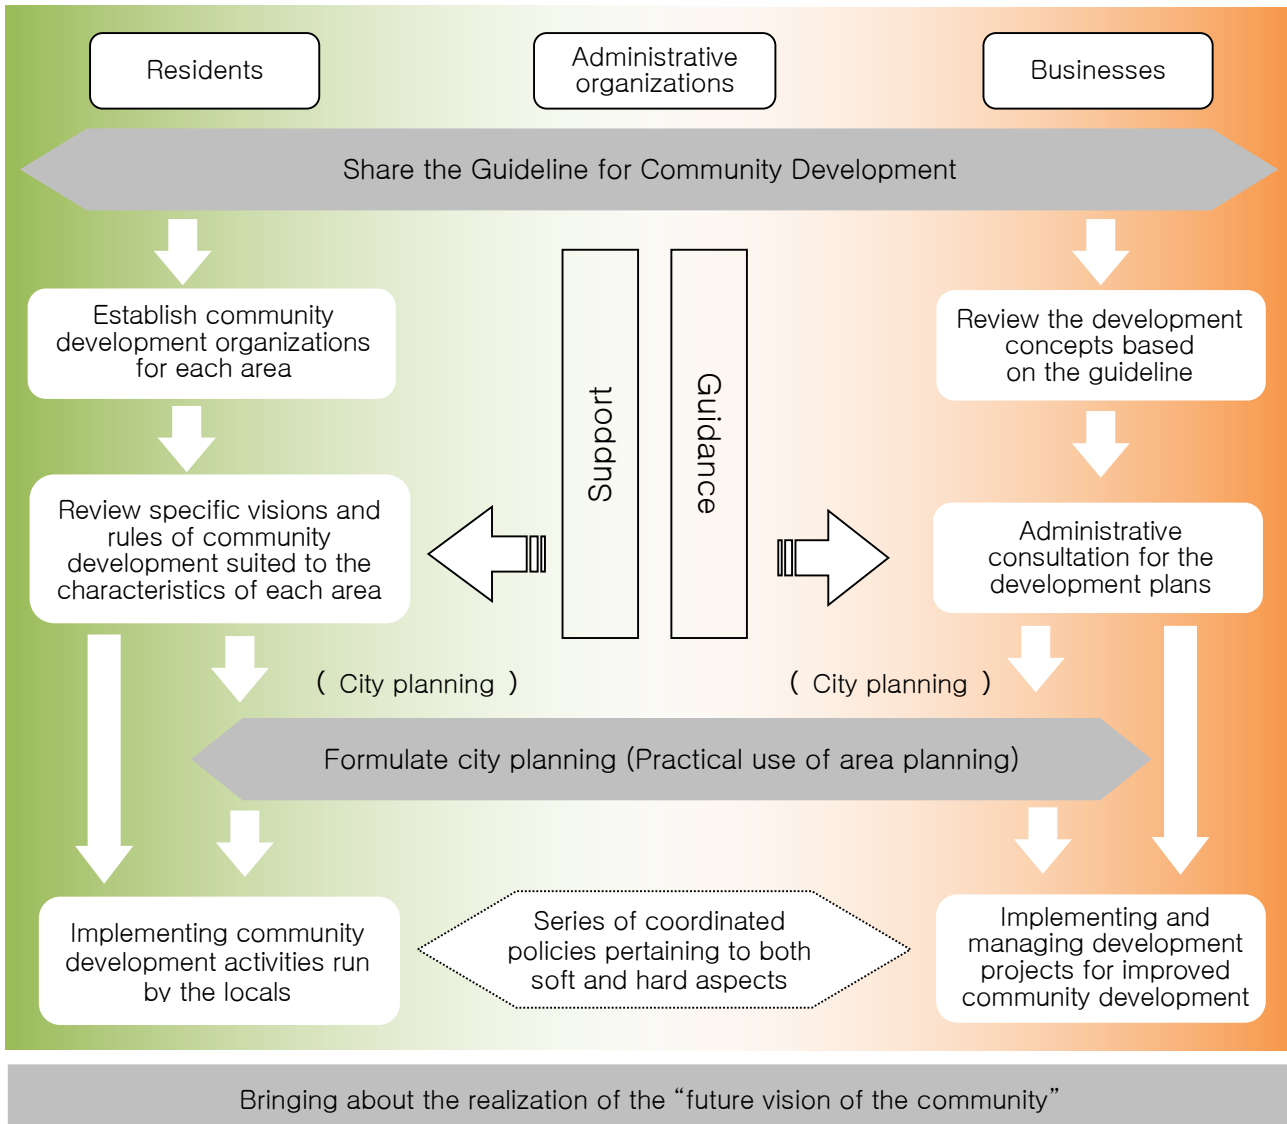 Residents
Administrative
organizations
Businesses
Share the Guideline for Community Development
Establish community
development organizations
for each area
Support
Guidance
Review the development
concepts based
on the guideline
Review specific visions and
rules of community
development suited to the
characteristics of each area
Administrative
consultation for the
development plans
( City planning )
( City planning )
Formulate city planning (Practical use of area planning)
Implementing community
development activities run
by the locals
Series of coordinated
policies pertaining to both
soft and hard aspects
Implementing and
managing development
projects for improved
community development
Bringing about the realization of the “future vision of the community”